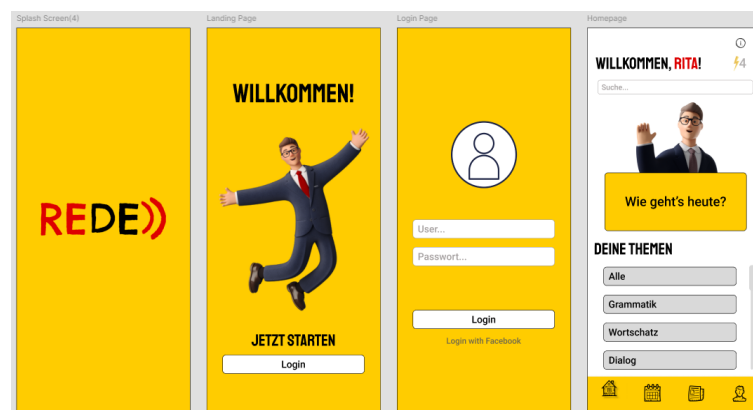 Splash Screen(4)
Landing Page
Login Page
Homepage
REDE
WILLKOMMEN!
JETZT STARTEN
Login
User...
Passwort...
Login
Login with Facebook
WILLKOMMEN, RITA!
4
Suche...
Wie geht's heute?
DEINE THEMEN
Alle
Grammatik
Wortschatz
Dialog